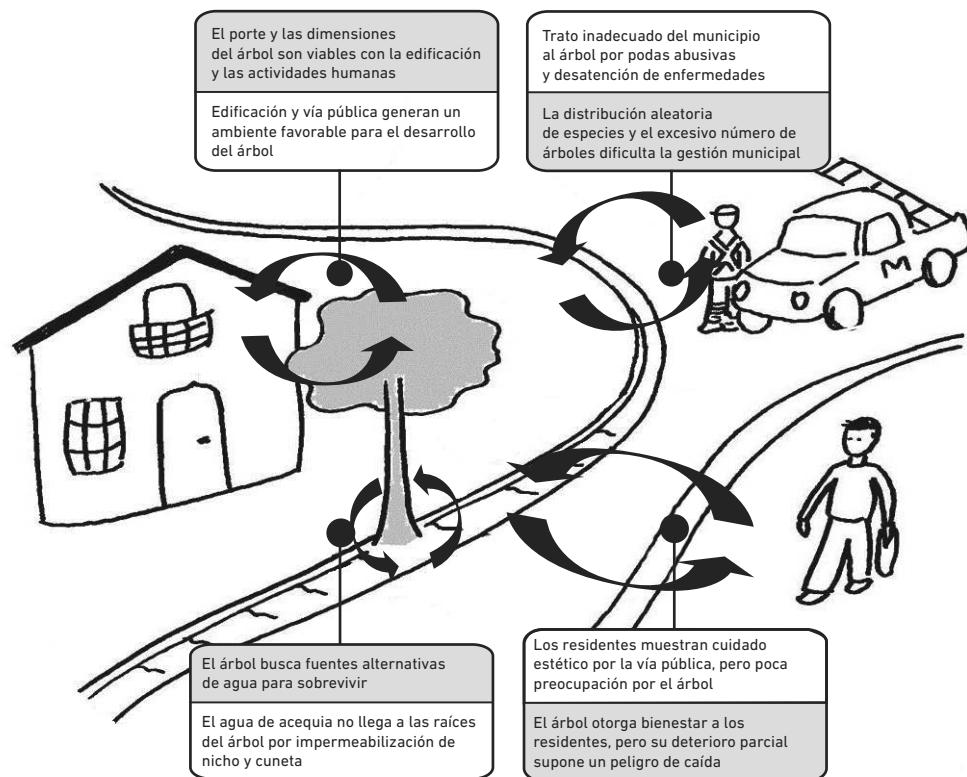 El porte y las dimensiones
del árbol son viables con la edificación
y las actividades humanas
Edificación y vía pública generan un
ambiente favorable para el desarrollo
del árbol
Trato inadecuado del municipio
al árbol por podas abusivas
y desatención de enfermedades
La distribución aleatoria
de especies y el excesivo número de
árboles dificulta la gestión municipal
M
El árbol busca fuentes alternativas
de agua para sobrevivir
El agua de acequia no llega a las raíces
del árbol por impermeabilización de
nicho y cuneta
Los residentes muestran cuidado
estético por la vía pública, pero poca
preocupación por el árbol
El árbol otorga bienestar a los
residentes, pero su deterioro parcial
supone un peligro de caída